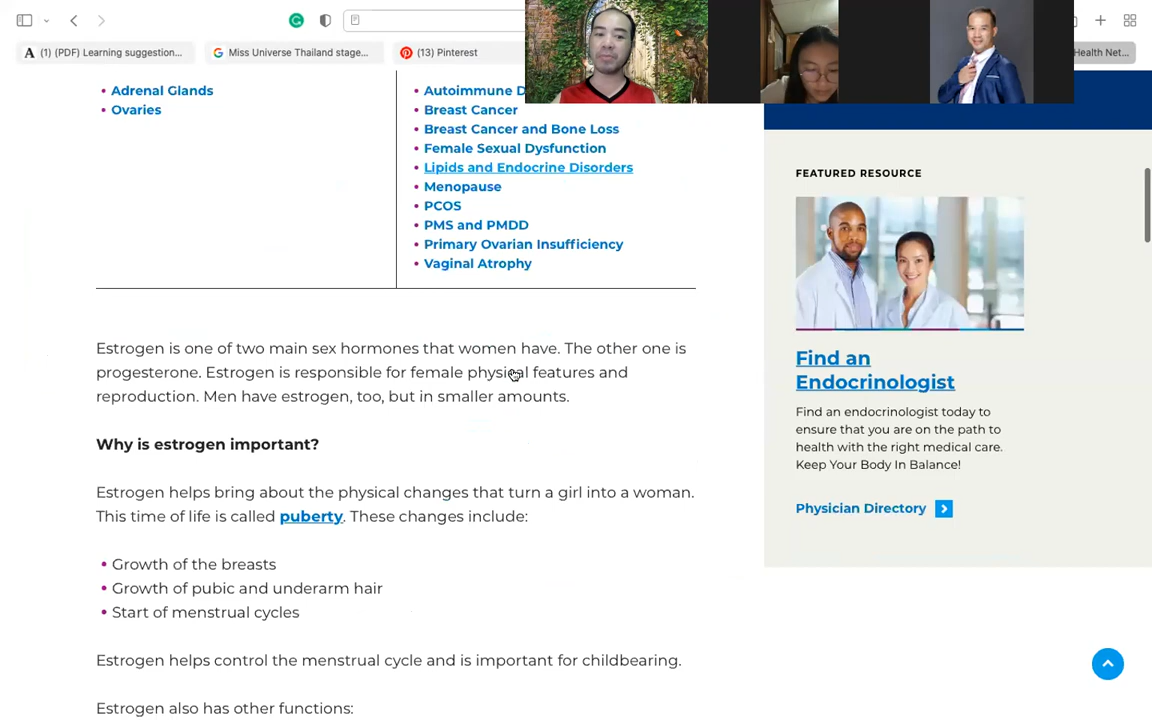 A (1) (PDF) Learning suggestion...
G Miss Universe Thailand stage...
(13) Pinterest
Health Net...
• Adrenal Glands
• Ovaries
• Autoimmune D
• Breast Cancer
• Breast Cancer and Bone Loss
• Female Sexual Dysfunction
• Lipids and Endocrine Disorders
• Menopause
• PCOS
• PMS and PMDD
• Primary Ovarian Insufficiency
• Vaginal Atrophy
Estrogen is one of two main sex hormones that women have. The other one is
progesterone. Estrogen is responsible for female physical features and
reproduction. Men have estrogen, too, but in smaller amounts.
Why is estrogen important?
Estrogen helps bring about the physical changes that turn a girl into a woman.
This time of life is called puberty. These changes include:
• Growth of the breasts
• Growth of pubic and underarm hair
• Start of menstrual cycles
Estrogen helps control the menstrual cycle and is important for childbearing.
Estrogen also has other functions:
FEATURED RESOURCE
Find an
Endocrinologist
Find an endocrinologist today to
ensure that you are on the path to
health with the right medical care.
Keep Your Body In Balance!
Physician Directory